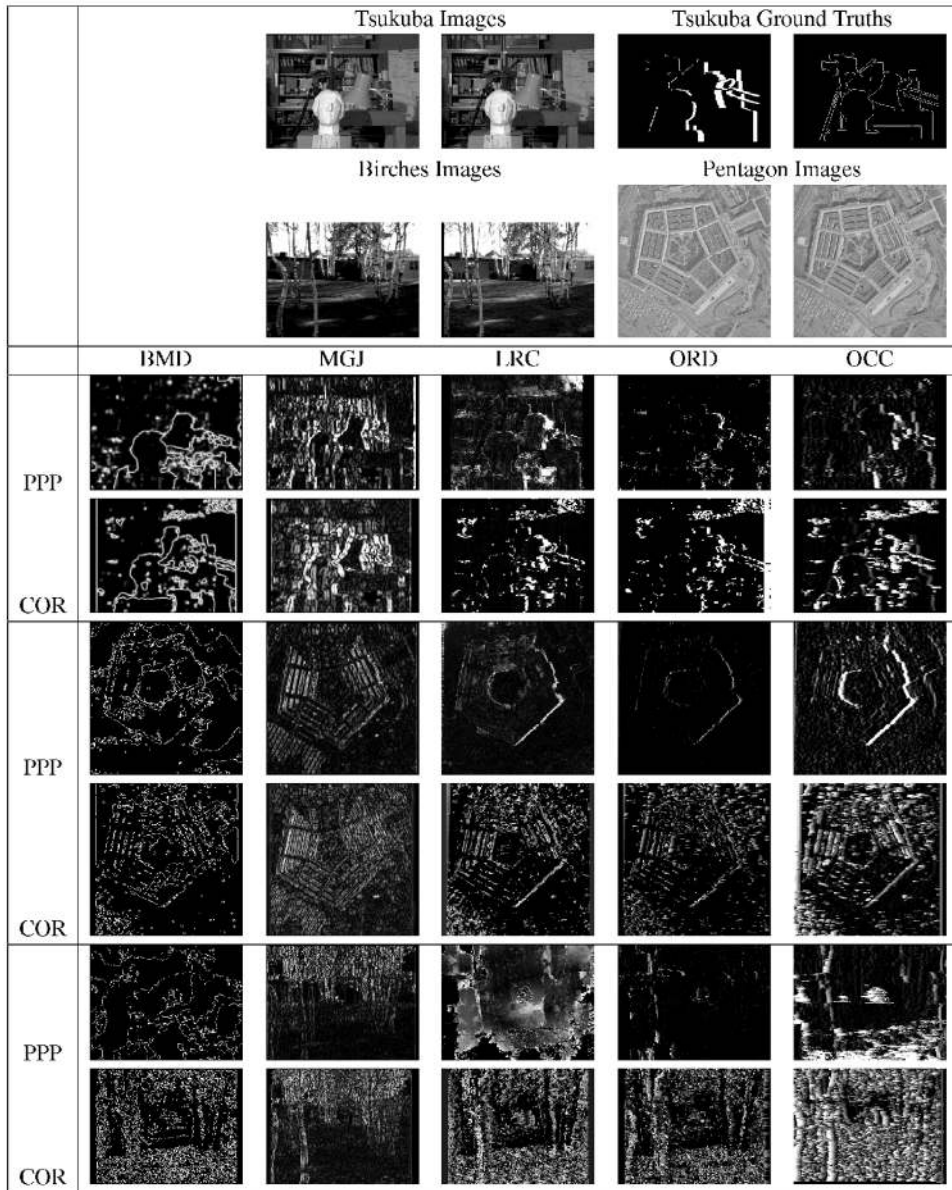 Tsukuba Images Tsukuba Ground Truths
Birches Images Pentagon Images
BMD MGJ LRC ORD OCC
PPP
COR
PPP
COR
PPP
COR